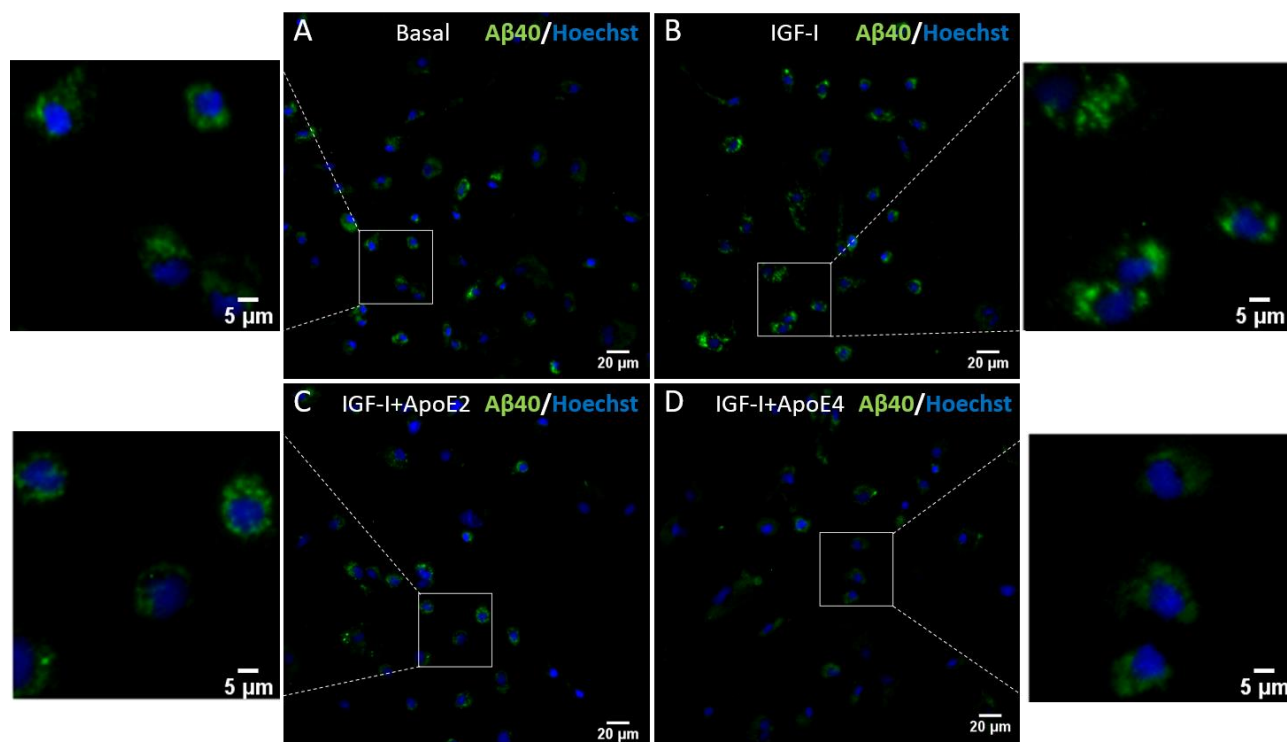 A Basal Aβ40/Hoechst
B IGF-I Aβ40/Hoechst
5 µm
20 µm
20 µm
5 µm
C IGF-I+ApoE2 Aβ40/Hoechst
D IGF-I+ApoE4 Aβ40/Hoechst
5 µm
20 µm
20 µm
5 µm